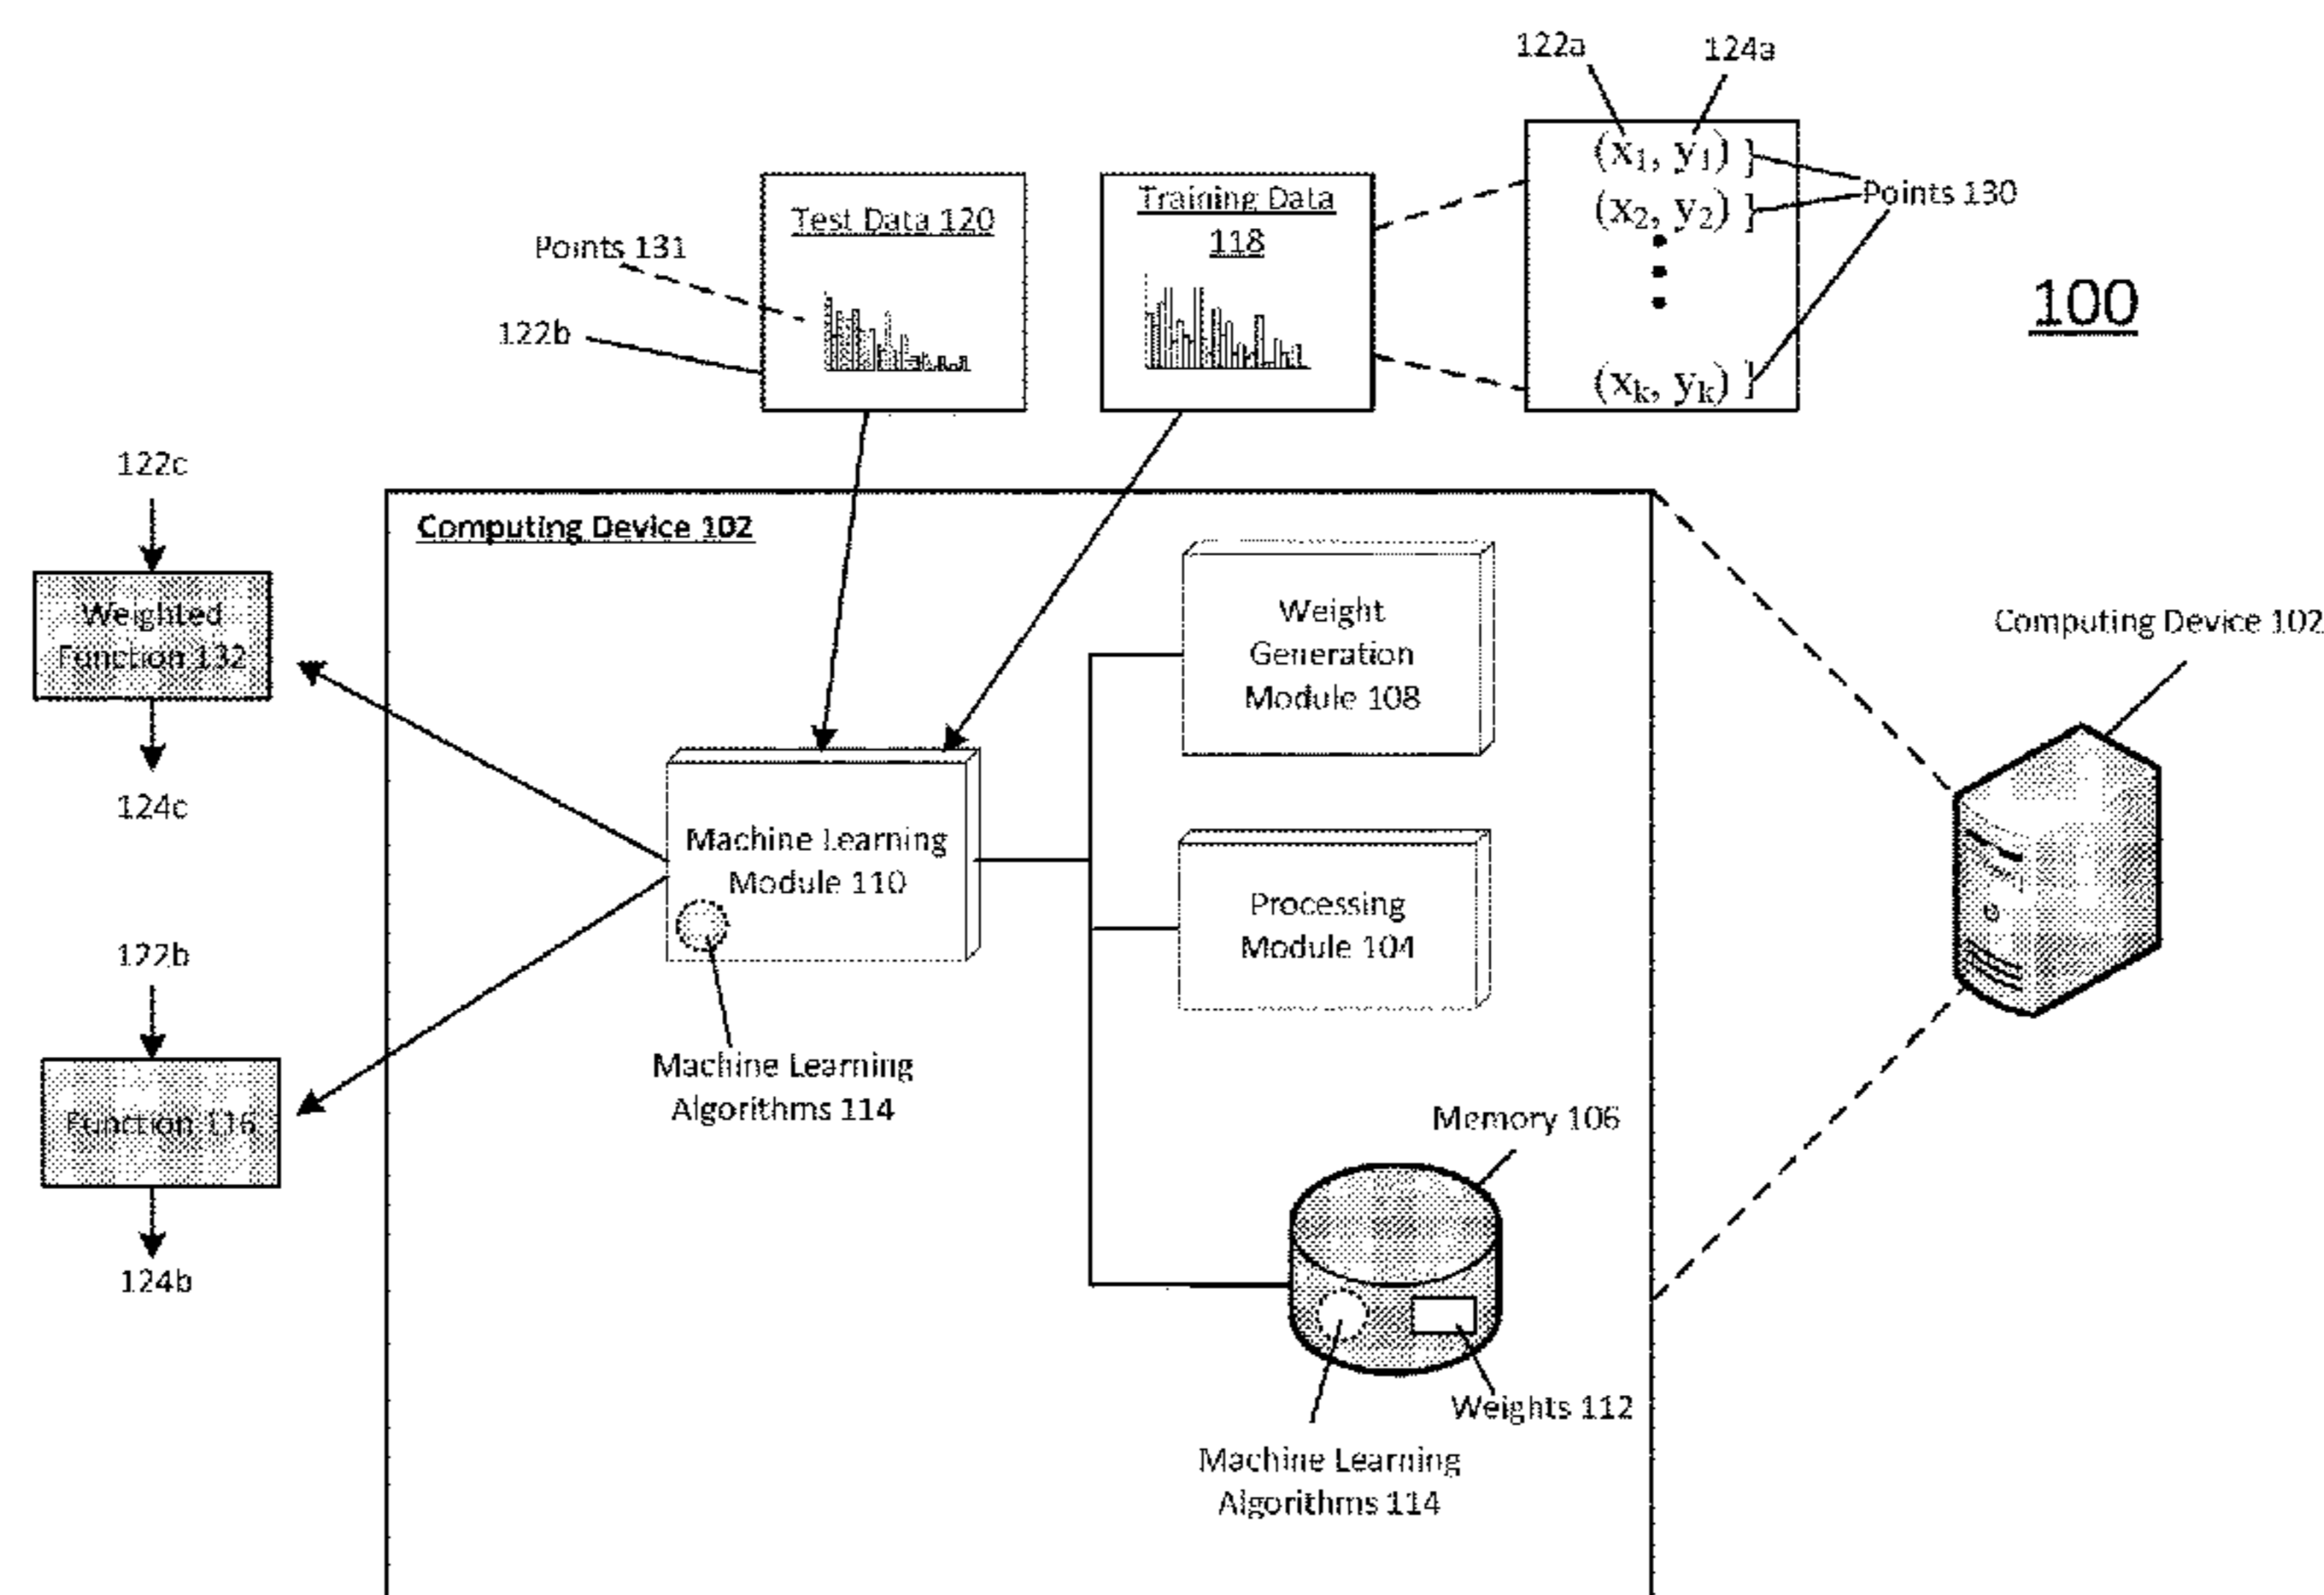 122a
124a
(x1, y1) }
(x2, y2) }
(xk, yk) }
Points 130
100
Training Data
118
Test Data 120
Points 131
122b
122c
Weighted
Function 132
124c
122b
Function 116
124b
Computing Device 102
Weight
Generation
Module 108
Machine Learning
Module 110
Processing
Module 104
Machine Learning
Algorithms 114
Memory 106
Weights 112
Machine Learning
Algorithms 114
Computing Device 102